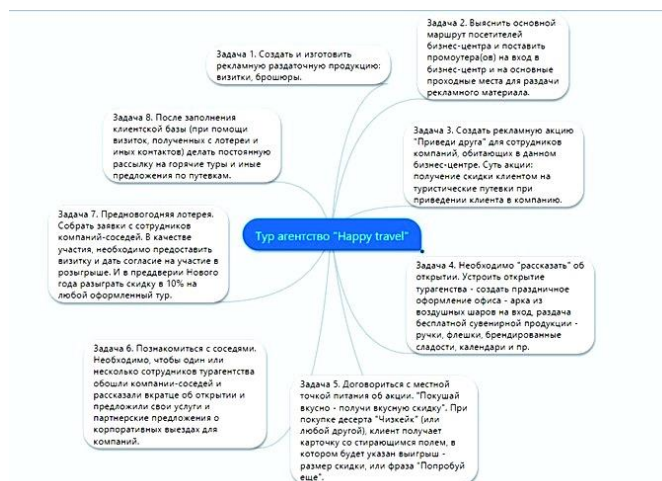 Задача 1. Создать и изготовить
рекламную раздаточную продукцию:
визитки, брошюры.
Задача 2. Выяснить основной
маршрут посетителей
бизнес-центра и поставить
промоутера(ов) на вход в
бизнес-центр и на основные
проходные места для раздачи
рекламного материала.
Задача 3. Создать рекламную акцию
"Приведи друга" для сотрудников
компаний, обитающих в данном
бизнес-центре. Суть акции:
получение скидки клиентом на
туристические путевки при
приведении клиента в компанию.
Задача 4. Необходимо "рассказать" об
открытии. Устроить открытие
турагенства - создать праздничное
оформление офиса - арка из
воздушных шаров на вход, раздача
бесплатной сувенирной продукции -
ручки, флешки, брендированные
сладости, календари и пр.
Задача 5. Договориться с местной
точкой питания об акции. "Покушай
вкусно - получи вкусную скидку". При
покупке десерта "Чизкейк" (или
любой другой), клиент получает
карточку со стирающимся полем, в
котором будет указан выигрыш -
размер скидки, или фраза "Попробуй
еще".
Задача 6. Познакомиться с соседями.
Необходимо, чтобы один или
несколько сотрудников турагентства
обошли компании-соседей и
рассказали вкратце об открытии и
предложили свои услуги и
партнерские предложения о
корпоративных выездах для
компаний.
Задача 7. Предновогодняя лотерея.
Собрать заявки с сотрудников
компаний-соседей. В качестве
участия, необходимо предоставить
визитку и дать согласие на участие в
розыгрыше. И в преддверии Нового
года разыграть скидку в 10% на
любой оформленный тур.
Задача 8. После заполнения
клиентской базы (при помощи
визиток, полученных с лотереи и
иных контактов) делать постоянную
рассылку на горячие туры и иные
предложения по путевкам.
Тур агентство "Happy travel"